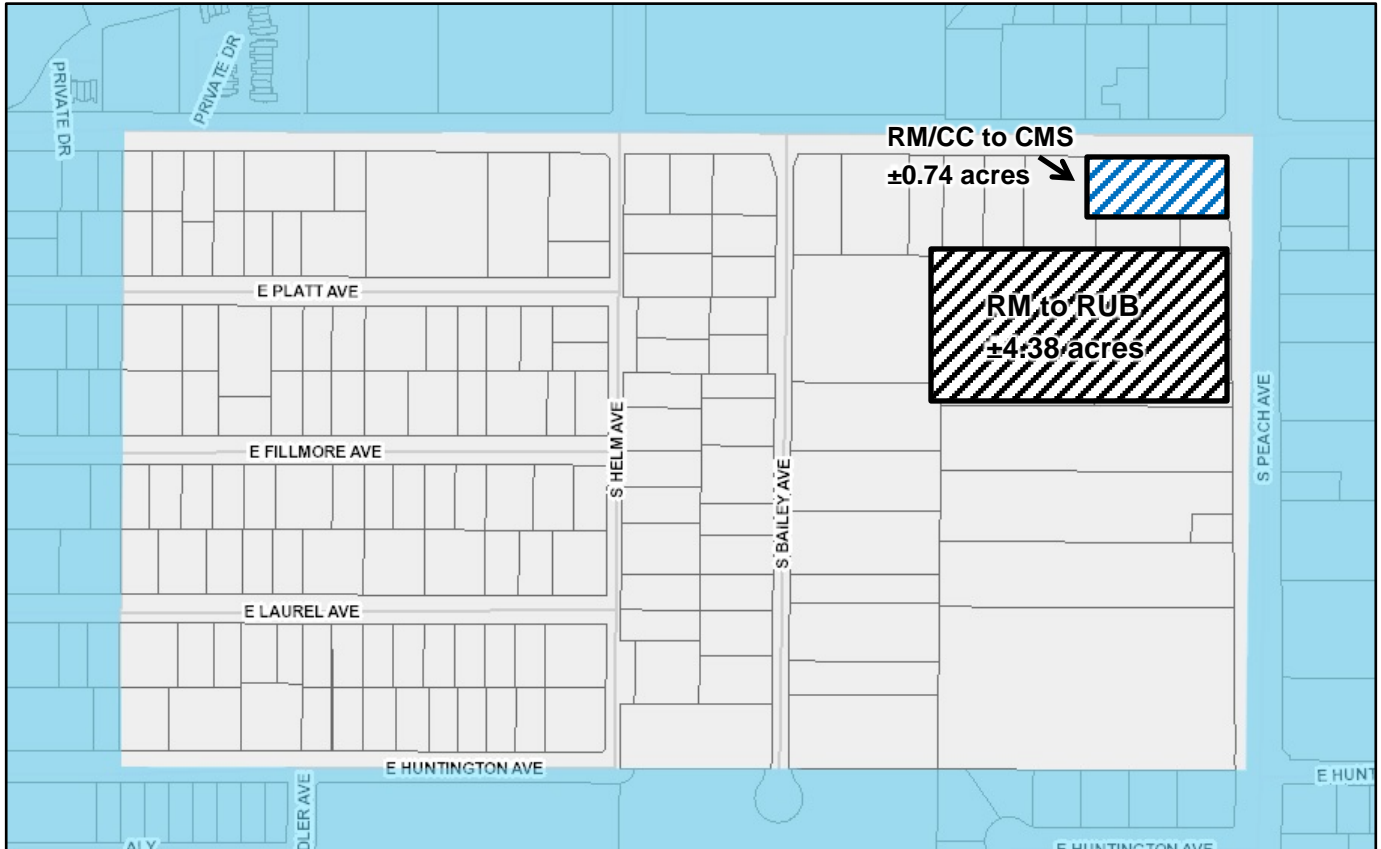 PRIVATE DR
PRIVATE DR
RM/CC to CMS
±0.74 acres
E PLATT AVE
RM to RUB
±4.38 acres
S HELM AVE
S PEACH AVE
E FILLMORE AVE
S BAILEY AVE
E LAUREL AVE
E HUNTINGTON AVE
E HUNT
DLER AVE
ALY
E HUNTINGTON AVE